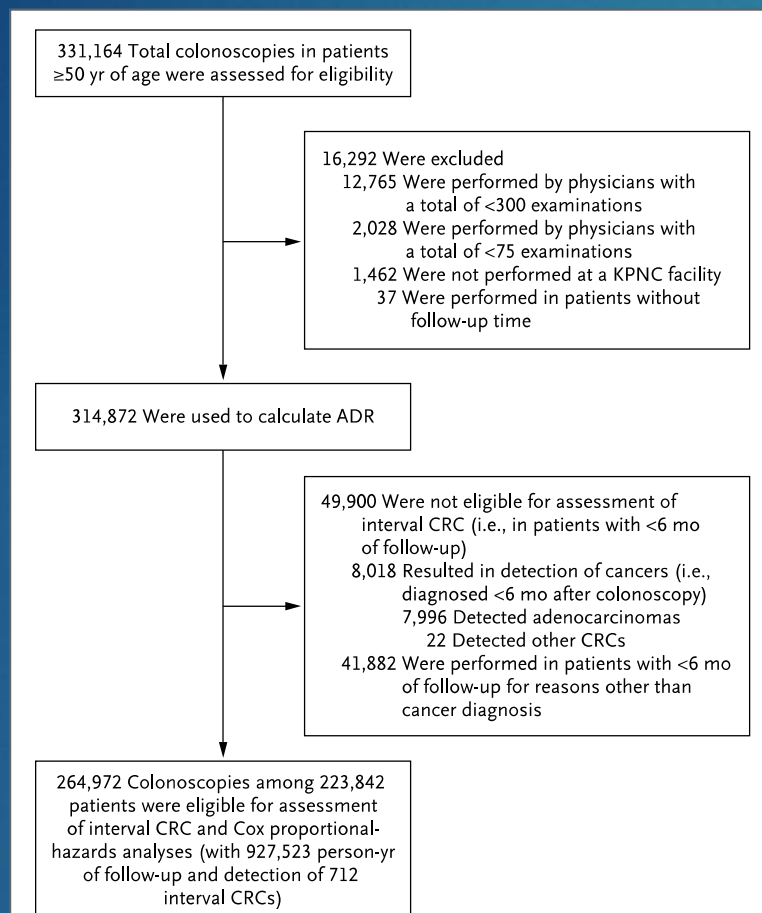 331,164 Total colonoscopies in patients
≥50 yr of age were assessed for eligibility
16,292 Were excluded
12,765 Were performed by physicians with
a total of <300 examinations
2,028 Were performed by physicians with
a total of <75 examinations
1,462 Were not performed at a KPNC facility
37 Were performed in patients without
follow-up time
314,872 Were used to calculate ADR
49,900 Were not eligible for assessment of
interval CRC (i.e., in patients with <6 mo
of follow-up)
8,018 Resulted in detection of cancers (i.e.,
diagnosed <6 mo after colonoscopy)
7,996 Detected adenocarcinomas
22 Detected other CRCs
41,882 Were performed in patients with <6 mo
of follow-up for reasons other than
cancer diagnosis
264,972 Colonoscopies among 223,842
patients were eligible for assessment
of interval CRC and Cox proportional-
hazards analyses (with 927,523 person-yr
of follow-up and detection of 712
interval CRCs)